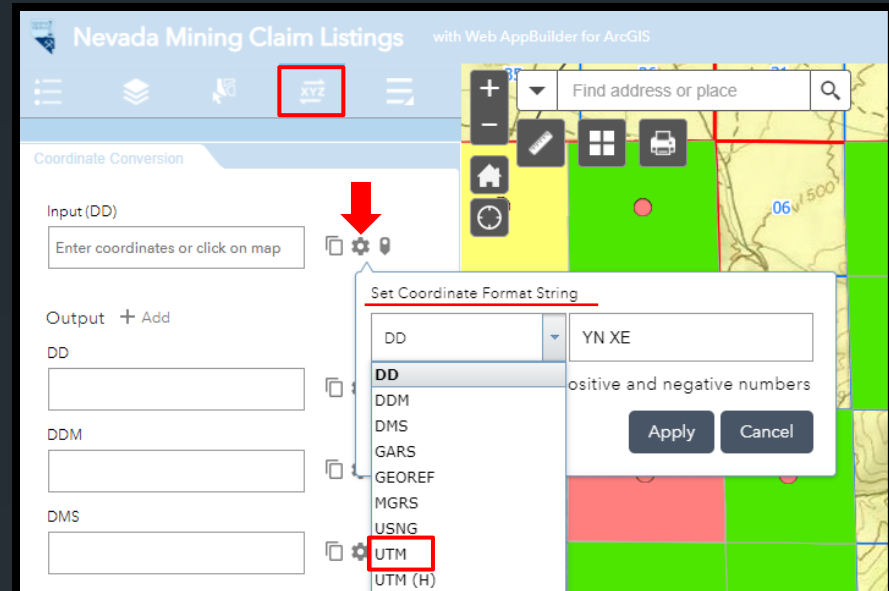 Nevada Mining Claim Listings with Web AppBuilder for ArcGIS
XYZ
+
Find address or place
−
Coordinate Conversion
Input (DD)
Enter coordinates or click on map
06
1500
Set Coordinate Format String
Output + Add
DD
YN XE
DD
DD
DDM
DMS
GARS
GEOREF
MGRS
USNG
UTM
UTM (H)
ositive and negative numbers
Apply Cancel
DDM
DMS